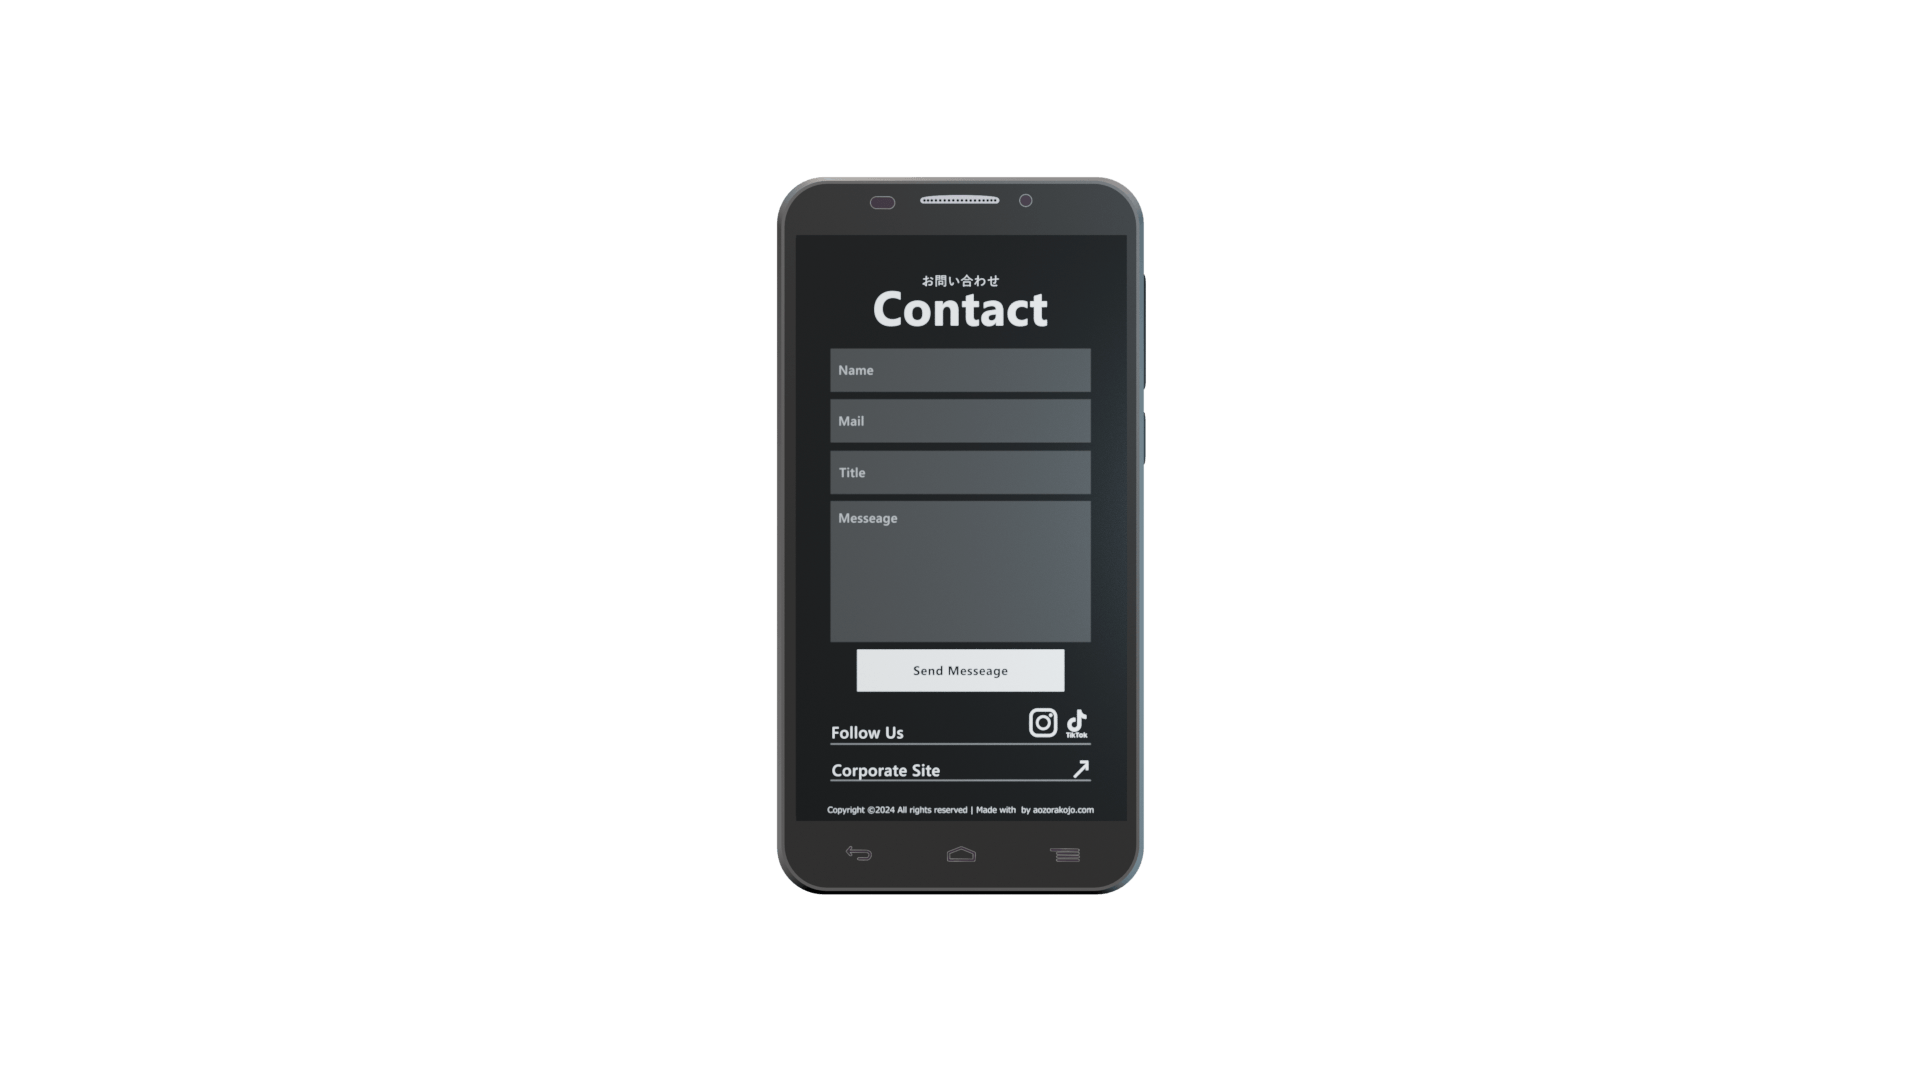 お問い合わせ
Contact
Name
Mail
Title
Messeage
Send Messeage
Follow Us
TikTok
Corporate Site
Copyright ©2024 All rights reserved | Made with by aozorakojo.com